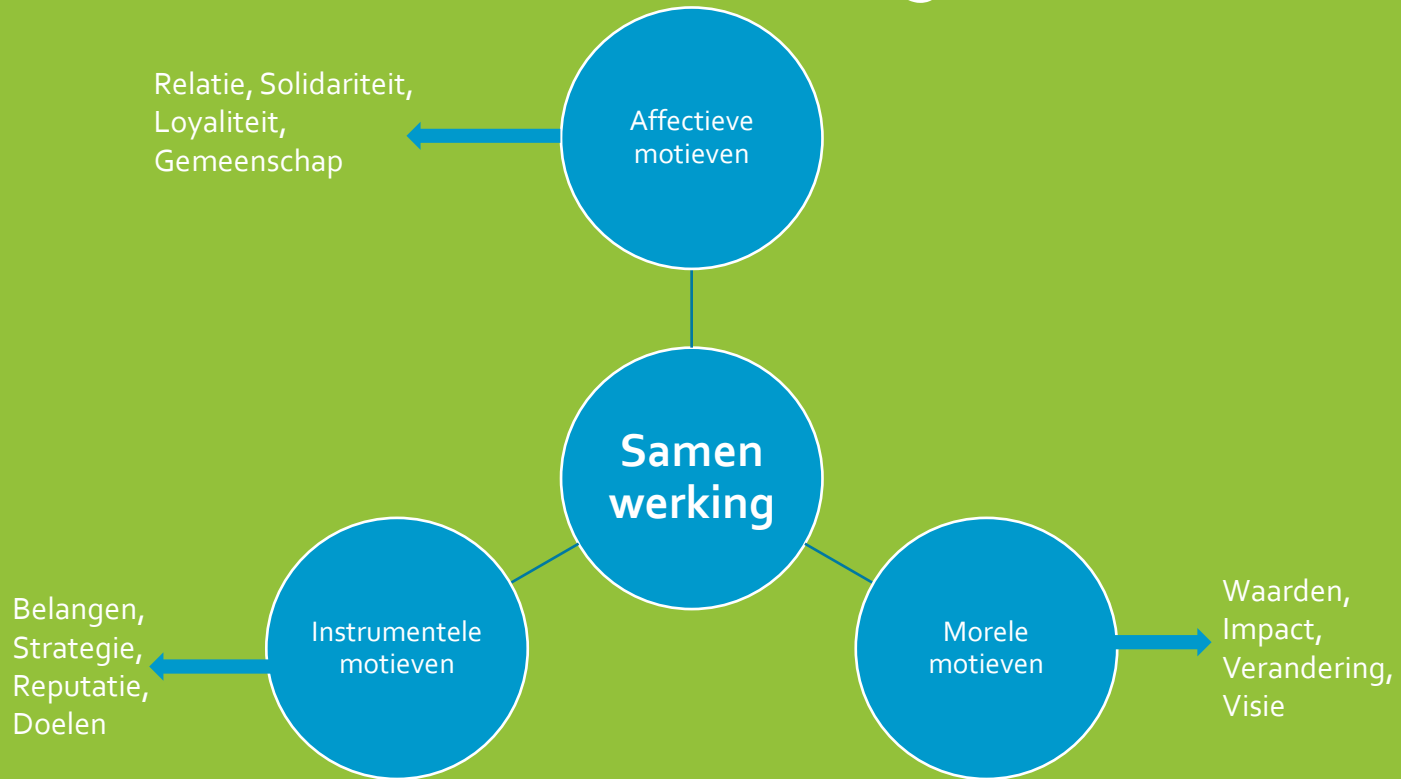 Relatie, Solidariteit,
Loyaliteit,
Gemeenschap
Affectieve
motieven
Samen
werking
Belangen,
Strategie,
Reputatie,
Doelen
Instrumentele
motieven
Morele
motieven
Waarden,
Impact,
Verandering,
Visie